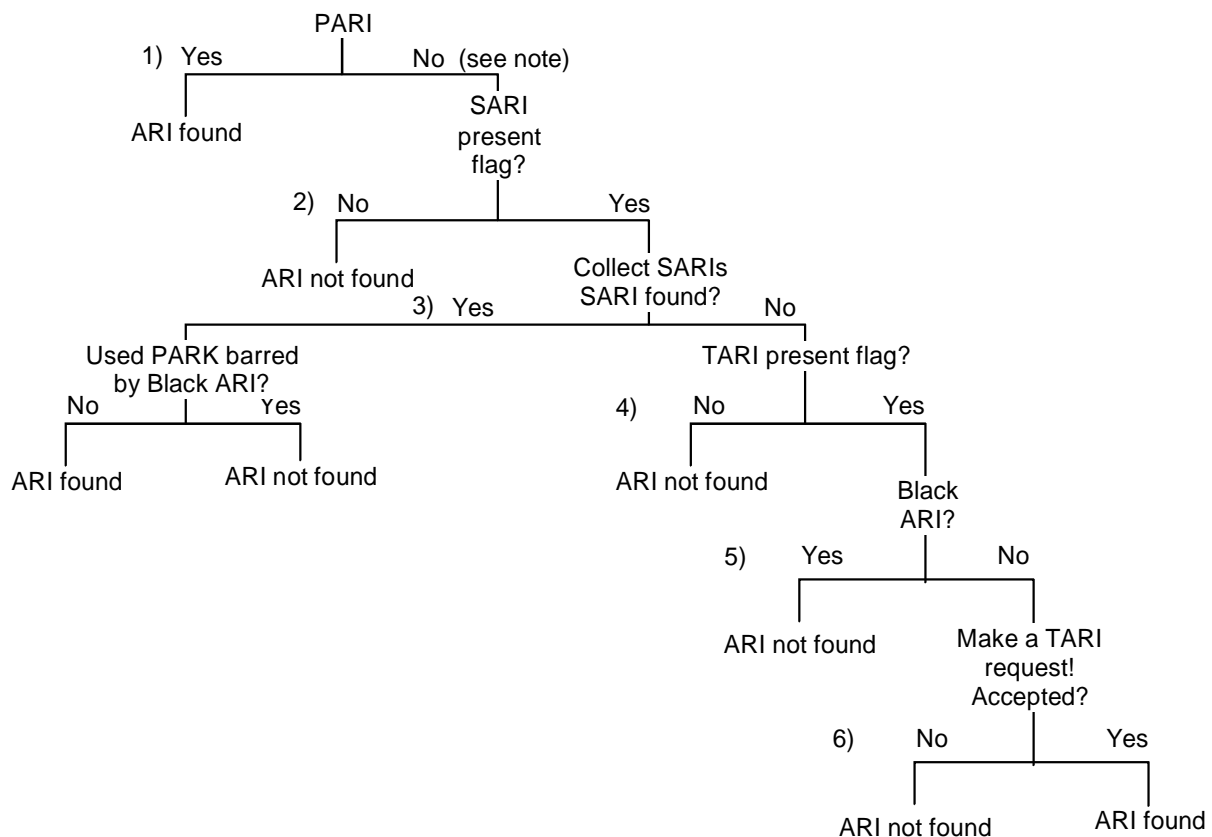 PARI
1) Yes No (see note)
ARI found
SARI
present
flag?
2) No Yes
ARI not found
Collect SARIs
SARI found?
3) Yes No
Used PARK barred
by Black ARI?
TARI present flag?
No Yes
4) No Yes
ARI found
ARI not found
ARI not found
Black
ARI?
5) Yes No
ARI not found
Make a TARI
request!
Accepted?
6) No Yes
ARI not found
ARI found